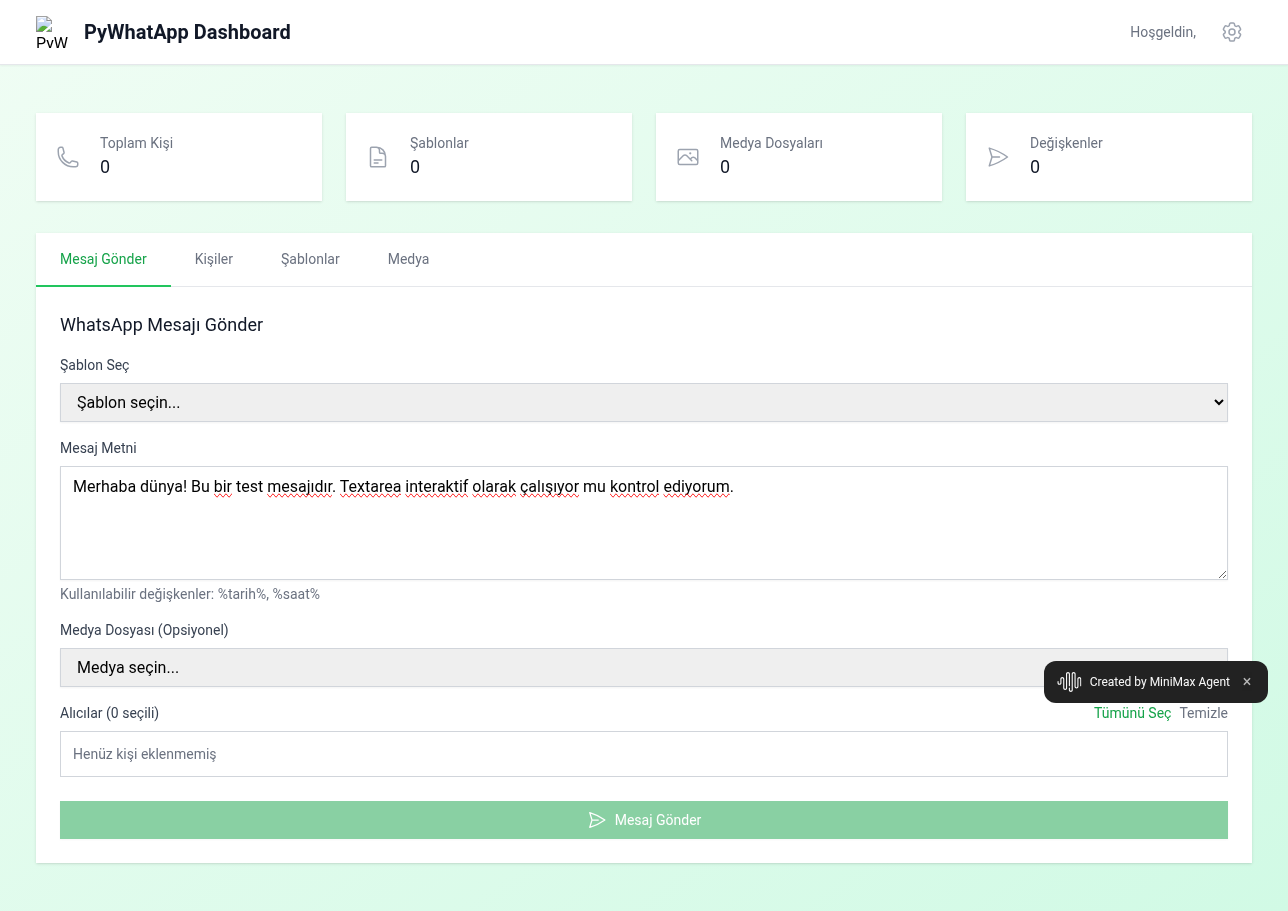 PvW
PyWhatApp Dashboard
Hoşgeldin,
Toplam Kişi
0
Şablonlar
0
Medya Dosyaları
0
Değişkenler
0
Mesaj Gönder
Kişiler
Şablonlar
Medya
WhatsApp Mesajı Gönder
Şablon Seç
Şablon seçin...
Mesaj Metni
Merhaba dünya! Bu bir test mesajıdır. Textarea interaktif olarak çalışıyor mu kontrol ediyorum.
Kullanılabilir değişkenler: %tarih%, %saat%
Medya Dosyası (Opsiyonel)
Medya seçin...
Created by MiniMax Agent ×
Alıcılar (0 seçili)
Tümünü Seç Temizle
Henüz kişi eklenmemiş
Mesaj Gönder